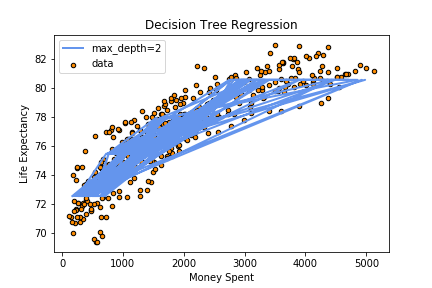 Decision Tree Regression
max_depth=2
data
Life Expectancy
82
80
78
76
74
72
70
0
1000
2000
3000
4000
5000
Money Spent